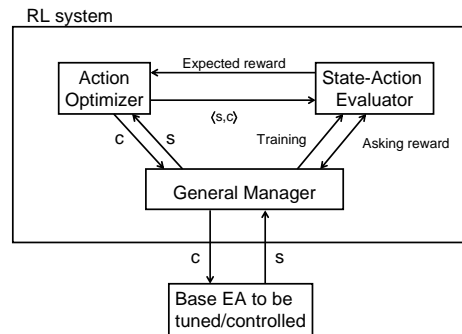 RL system
Expected reward
Action
Optimizer
State-Action
Evaluator
⟨s,c⟩
c
s
Training
Asking reward
General Manager
c
s
Base EA to be
tuned/controlled